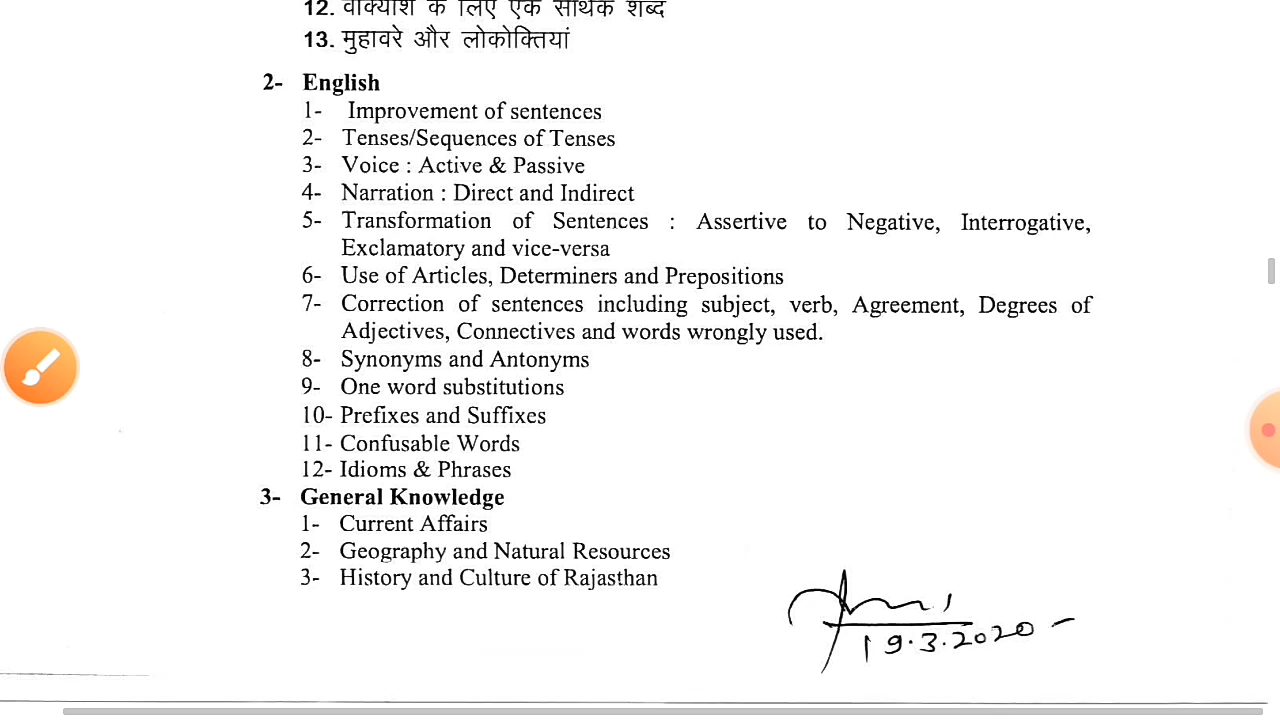 12. वाक्यांश के लिए एक सार्थक शब्द
13. मुहावरे और लोकोक्तियां
2- English
1- Improvement of sentences
2- Tenses/Sequences of Tenses
3- Voice : Active & Passive
4- Narration : Direct and Indirect
5- Transformation of Sentences : Assertive to Negative, Interrogative,
Exclamatory and vice-versa
6- Use of Articles, Determiners and Prepositions
7- Correction of sentences including subject, verb, Agreement, Degrees of
Adjectives, Connectives and words wrongly used.
8- Synonyms and Antonyms
9- One word substitutions
10- Prefixes and Suffixes
11- Confusable Words
12- Idioms & Phrases
3- General Knowledge
1- Current Affairs
2- Geography and Natural Resources
3- History and Culture of Rajasthan
19.3.2020